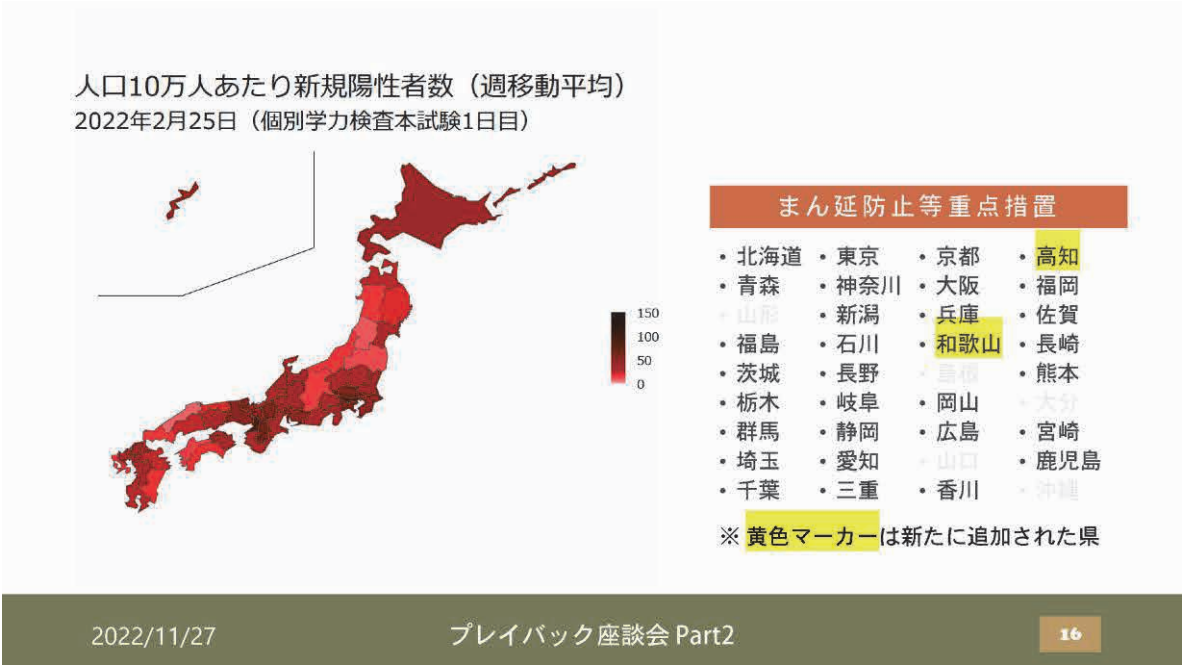 人口10万人あたり新規陽性者数（週移動平均）
2022年2月25日（個別学力検査本試験1日目）
150
100
50
0
まん延防止等重点措置
・北海道 ・東京 ・京都 ・高知
・青森 ・神奈川 ・大阪 ・福岡
・山形 ・新潟 ・兵庫 ・佐賀
・福島 ・石川 ・和歌山 ・長崎
・茨城 ・長野 ・島根 ・熊本
・栃木 ・岐阜 ・岡山 ・大分
・群馬 ・静岡 ・広島 ・宮崎
・埼玉 ・愛知 ・山口 ・鹿児島
・千葉 ・三重 ・香川 ・沖縄
※ 黄色マーカーは新たに追加された県
2022/11/27
プレイバック座談会 Part2
16